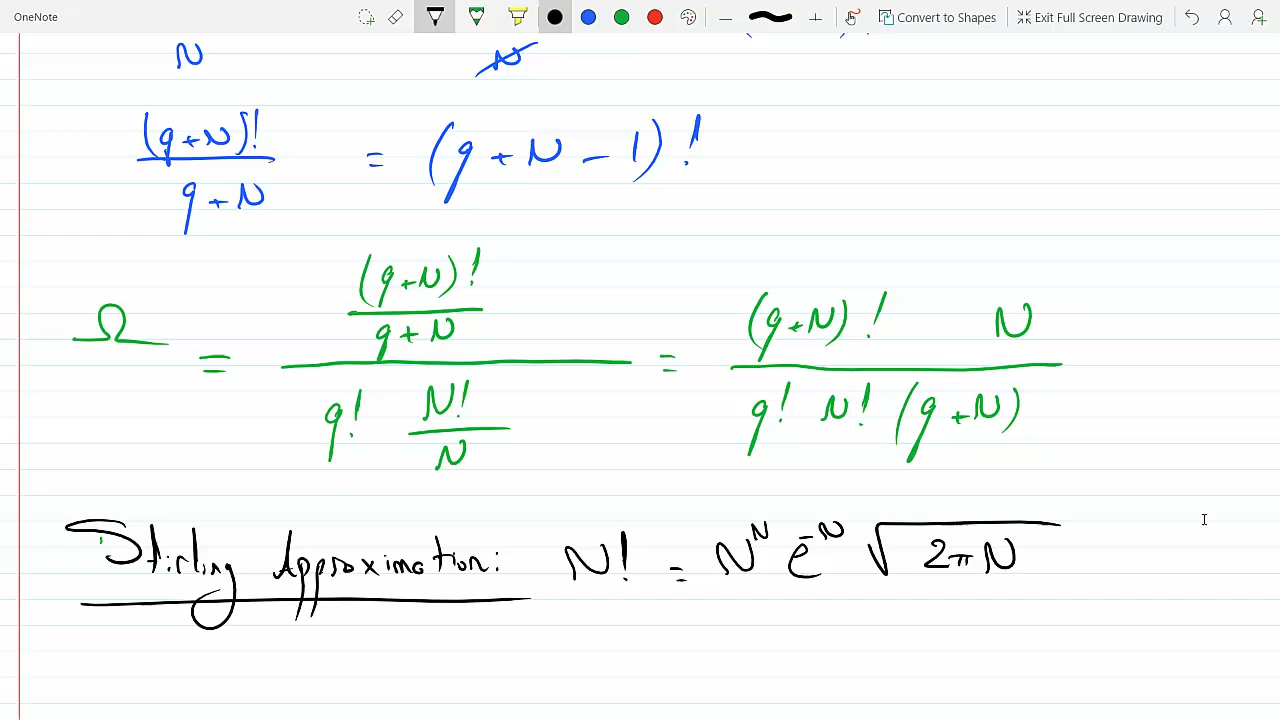 OneNote
Convert to Shapes
Exit Full Screen Drawing
N N
(q+N)! / q+N = (q+N-1)!
Ω = ((q+N)! / q+N) / (q! N!/N) = (q+N)! N / q! N! (q+N)
Stirling Approximation: N! = N^N e^-N √(2πN)